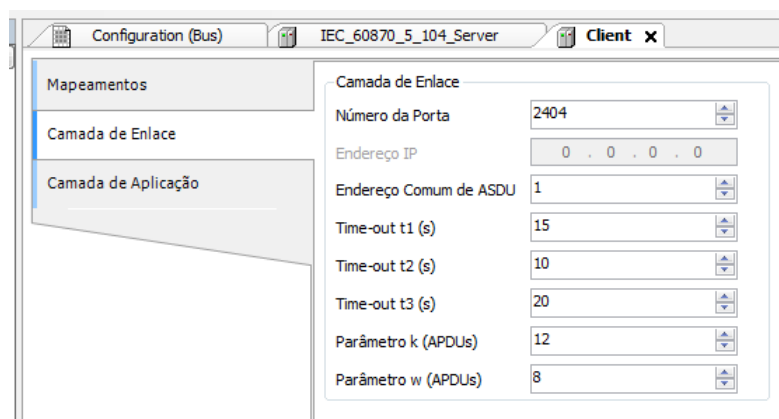 Configuration (Bus) IEC_60870_5_104_Server Client x
Mapeamentos
Camada de Enlace
Camada de Aplicação
Camada de Enlace
Número da Porta 2404
Endereço IP 0 . 0 . 0 . 0
Endereço Comum de ASDU 1
Time-out t1 (s) 15
Time-out t2 (s) 10
Time-out t3 (s) 20
Parâmetro k (APDUs) 12
Parâmetro w (APDUs) 8